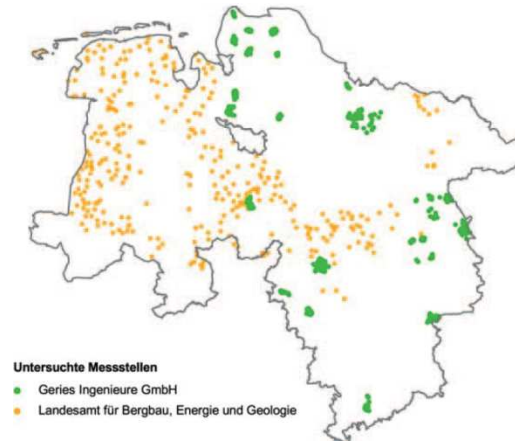 Untersuchte Messstellen
Geries Ingenieure GmbH
Landesamt für Bergbau, Energie und Geologie